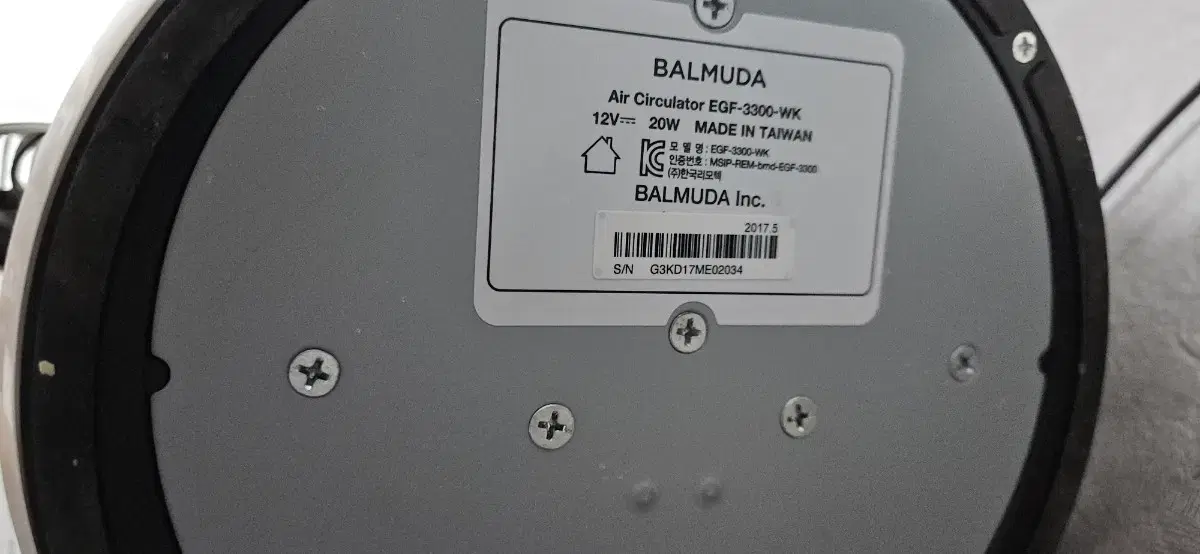 BALMUDA
Air Circulator EGF-3300-WK
12V⎓ 20W MADE IN TAIWAN
모 델 명 : EGF-3300-WK
인증번호 : MSIP-REM-bmd-EGF-3300
(주)한국리모텍
BALMUDA Inc.
2017.5
S/N G3KD17ME02034